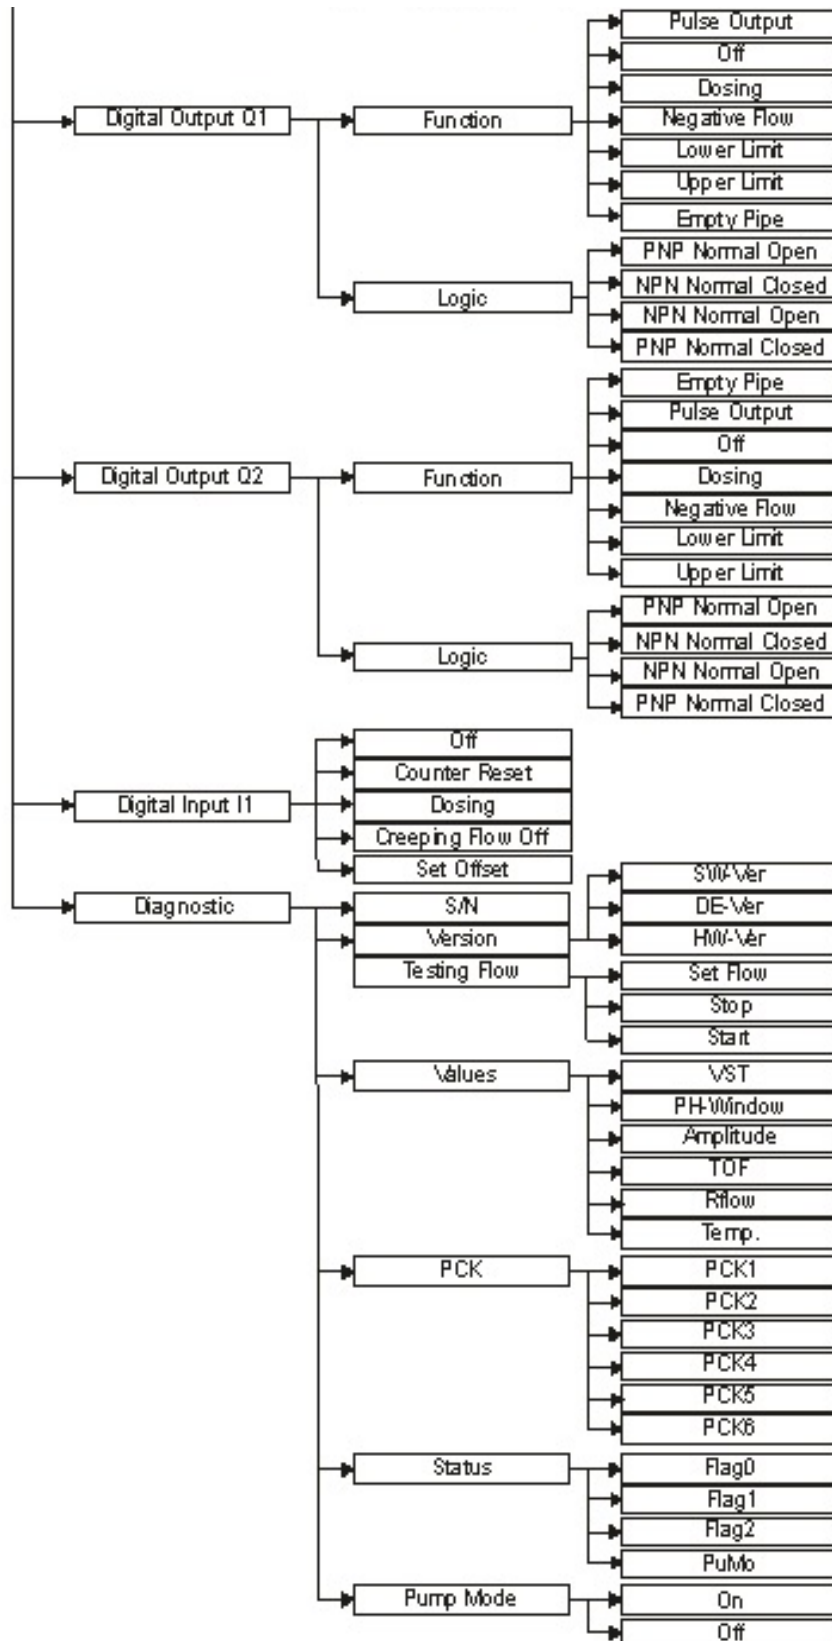 Digital Output Q1
Function
Pulse Output
Off
Dosing
Negative Flow
Lower Limit
Upper Limit
Empty Pipe
Logic
PNP Normal Open
NPN Normal Closed
NPN Normal Open
PNP Normal Closed
Digital Output Q2
Function
Empty Pipe
Pulse Output
Off
Dosing
Negative Flow
Lower Limit
Upper Limit
Logic
PNP Normal Open
NPN Normal Closed
NPN Normal Open
PNP Normal Closed
Digital Input I1
Off
Counter Reset
Dosing
Creeping Flow Off
Set Offset
Diagnostic
S/N
Version
SW-Ver
DE-Ver
HW-Ver
Testing Flow
Set Flow
Stop
Start
Values
VST
PH-Window
Amplitude
TOF
Rflow
Temp.
PCK
PCK1
PCK2
PCK3
PCK4
PCK5
PCK6
Status
Flag0
Flag1
Flag2
PuMo
Pump Mode
On
Off